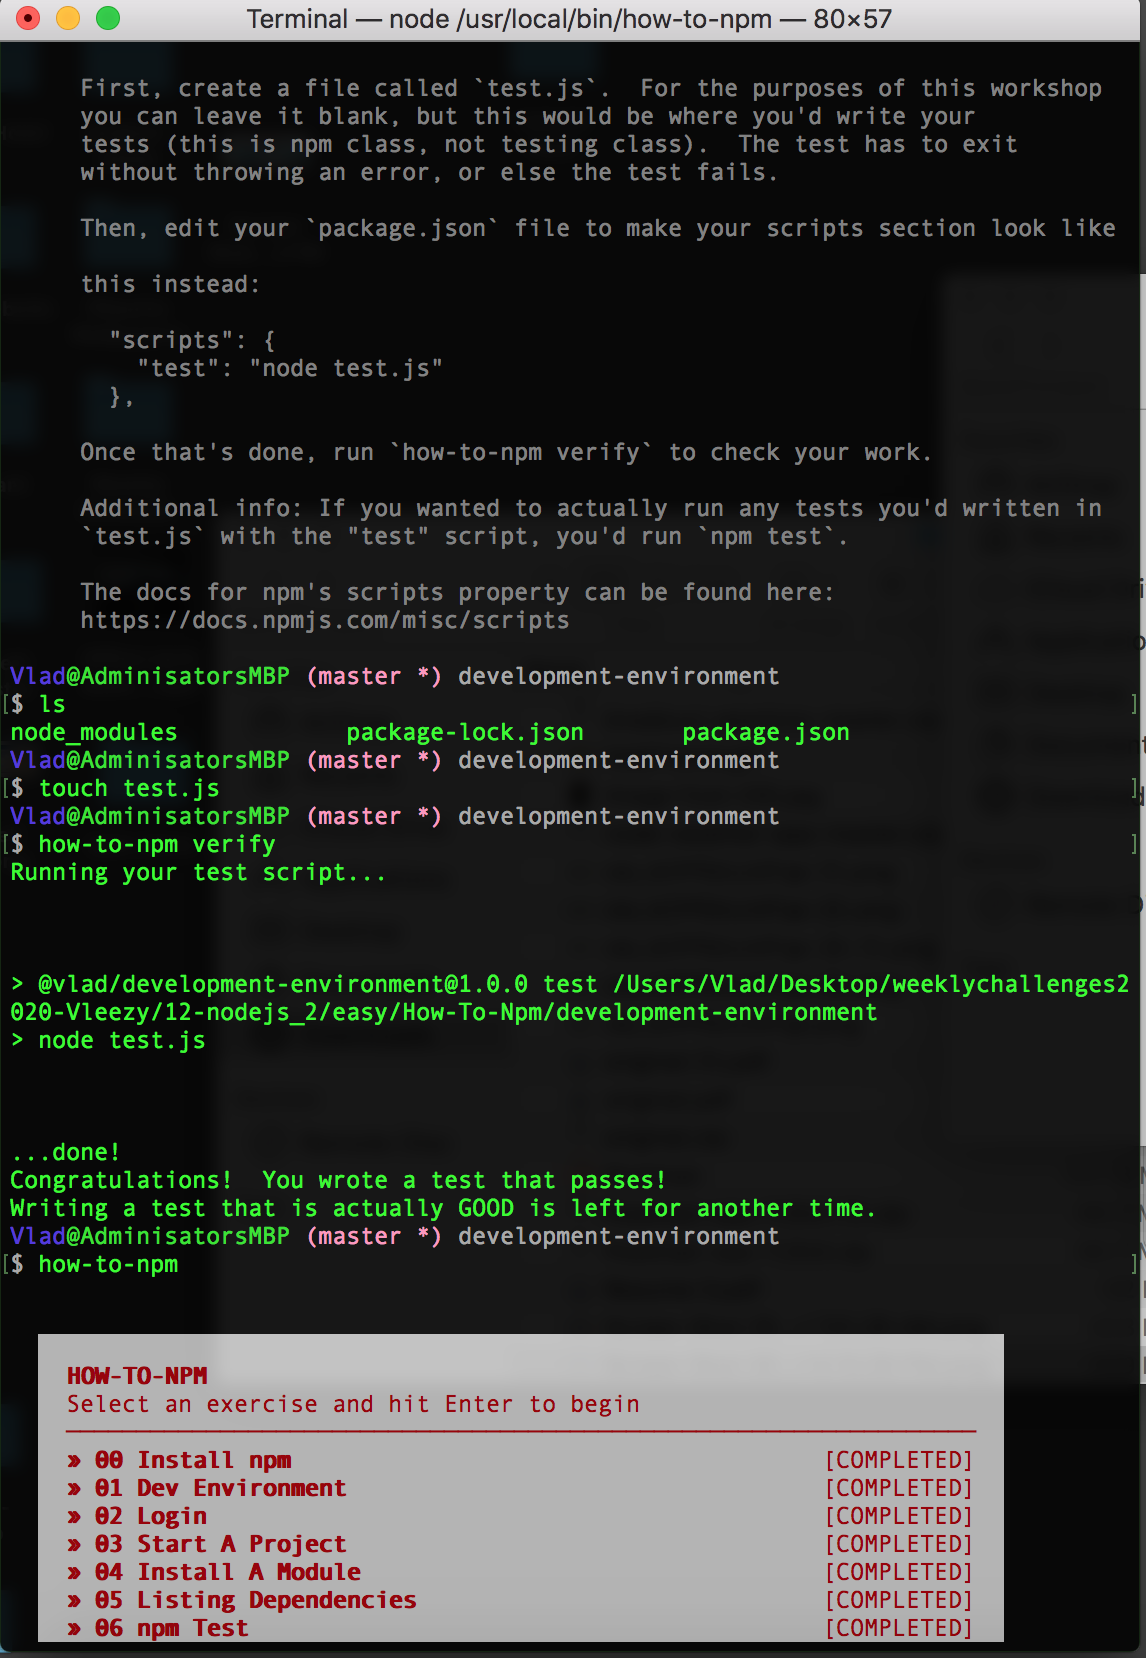 Terminal — node /usr/local/bin/how-to-npm — 80×57
First, create a file called `test.js`.  For the purposes of this workshop
you can leave it blank, but this would be where you'd write your
tests (this is npm class, not testing class).  The test has to exit
without throwing an error, or else the test fails.
Then, edit your `package.json` file to make your scripts section look like
this instead:
"scripts": {
"test": "node test.js"
},
Once that's done, run `how-to-npm verify` to check your work.
Additional info: If you wanted to actually run any tests you'd written in
`test.js` with the "test" script, you'd run `npm test`.
The docs for npm's scripts property can be found here:
https://docs.npmjs.com/misc/scripts
Vlad@AdminisatorsMBP (master *) development-environment
[$ ls ]
node_modules            package-lock.json       package.json
Vlad@AdminisatorsMBP (master *) development-environment
[$ touch test.js ]
Vlad@AdminisatorsMBP (master *) development-environment
[$ how-to-npm verify ]
Running your test script...
> @vlad/development-environment@1.0.0 test /Users/Vlad/Desktop/weeklychallenges2
020-Vleezy/12-nodejs_2/easy/How-To-Npm/development-environment
> node test.js
...done!
Congratulations!  You wrote a test that passes!
Writing a test that is actually GOOD is left for another time.
Vlad@AdminisatorsMBP (master *) development-environment
[$ how-to-npm ]
HOW-TO-NPM
Select an exercise and hit Enter to begin
» 00 Install npm [COMPLETED]
» 01 Dev Environment [COMPLETED]
» 02 Login [COMPLETED]
» 03 Start A Project [COMPLETED]
» 04 Install A Module [COMPLETED]
» 05 Listing Dependencies [COMPLETED]
» 06 npm Test [COMPLETED]